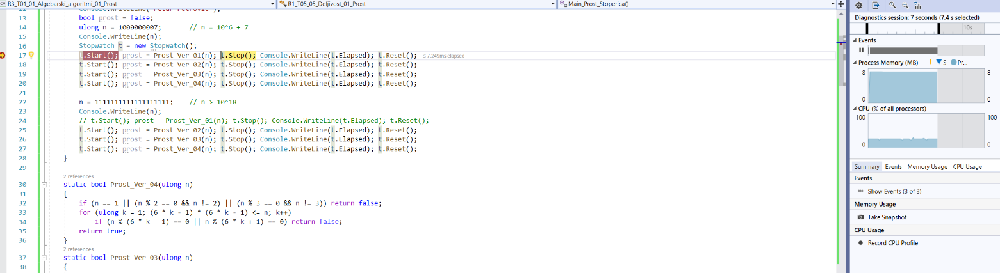 R3_T01_01_Algebarski_algoritmi_01_Prost R1_T05_05_Deljivost_01_Prost Main_Prost_Stoperica()
12 Console.WriteLine("Petar Petrovic");
13 bool prost = false;
14 ulong n = 1000000007; // n = 10^6 + 7
15 Console.WriteLine(n);
16 Stopwatch t = new Stopwatch();
17 t.Start(); prost = Prost_Ver_01(n); t.Stop(); Console.WriteLine(t.Elapsed); t.Reset(); ≤ 7.249ms elapsed
18 t.Start(); prost = Prost_Ver_02(n); t.Stop(); Console.WriteLine(t.Elapsed); t.Reset();
19 t.Start(); prost = Prost_Ver_03(n); t.Stop(); Console.WriteLine(t.Elapsed); t.Reset();
20 t.Start(); prost = Prost_Ver_04(n); t.Stop(); Console.WriteLine(t.Elapsed); t.Reset();
21
22 n = 1111111111111111111; // n > 10^18
23 Console.WriteLine(n);
24 // t.Start(); prost = Prost_Ver_01(n); t.Stop(); Console.WriteLine(t.Elapsed); t.Reset();
25 t.Start(); prost = Prost_Ver_02(n); t.Stop(); Console.WriteLine(t.Elapsed); t.Reset();
26 t.Start(); prost = Prost_Ver_03(n); t.Stop(); Console.WriteLine(t.Elapsed); t.Reset();
27 t.Start(); prost = Prost_Ver_04(n); t.Stop(); Console.WriteLine(t.Elapsed); t.Reset();
28 }
29
2 references
30 static bool Prost_Ver_04(ulong n)
31 {
32 if (n == 1 || (n % 2 == 0 && n != 2) || (n % 3 == 0 && n != 3)) return false;
33 for (ulong k = 1; (6 * k - 1) * (6 * k - 1) <= n; k++)
34 if (n % (6 * k - 1) == 0 || n % (6 * k + 1) == 0) return false;
35 return true;
36 }
2 references
37 static bool Prost_Ver_03(ulong n)
38 {
Diagnostics session: 7 seconds (7,4 s selected)
10s
Events
Process Memory (MB) S Pr...
8 8
0 0
CPU (% of all processors)
100 100
0 0
Summary Events Memory Usage CPU Usage
Events
Show Events (3 of 3)
Memory Usage
Take Snapshot
CPU Usage
Record CPU Profile